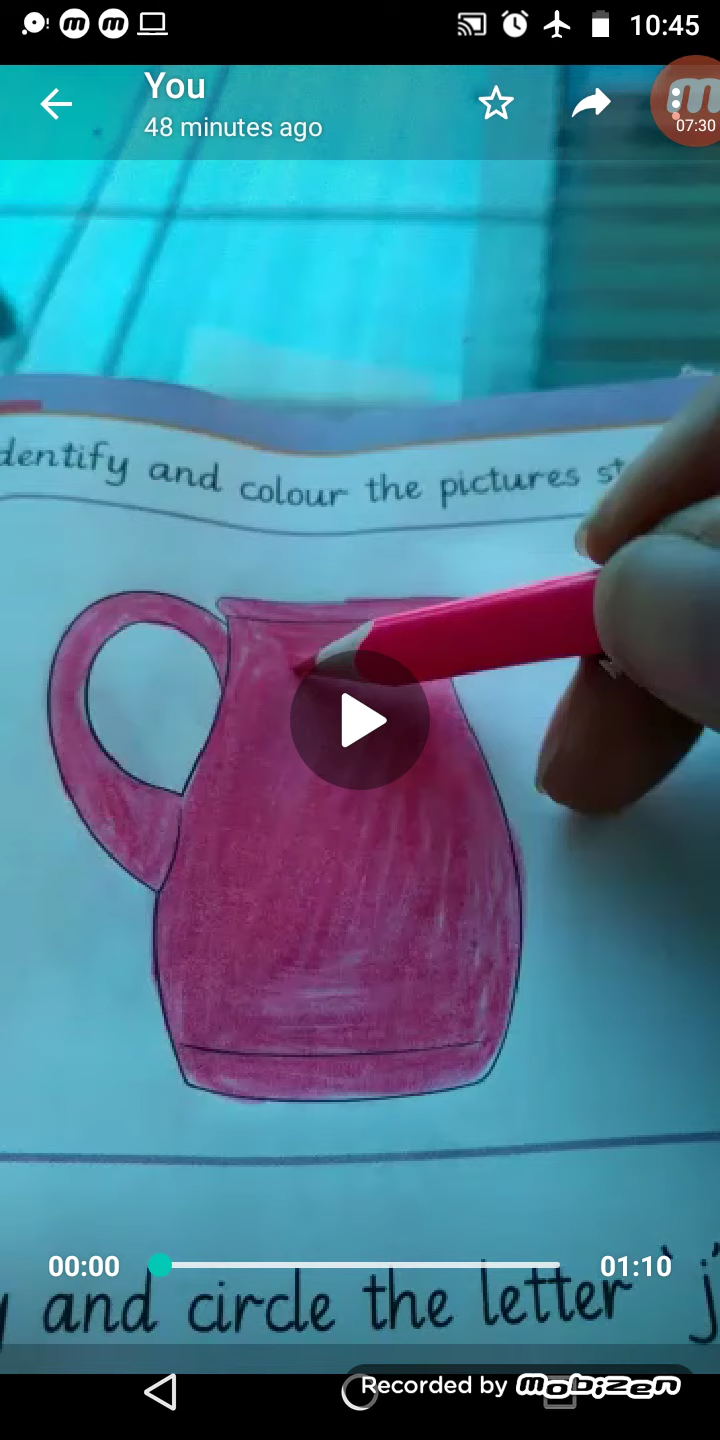 10:45
You
48 minutes ago
07:30
dentify and colour the pictures st
00:00
01:10
and circle the letter 'j'
Recorded by mobizen